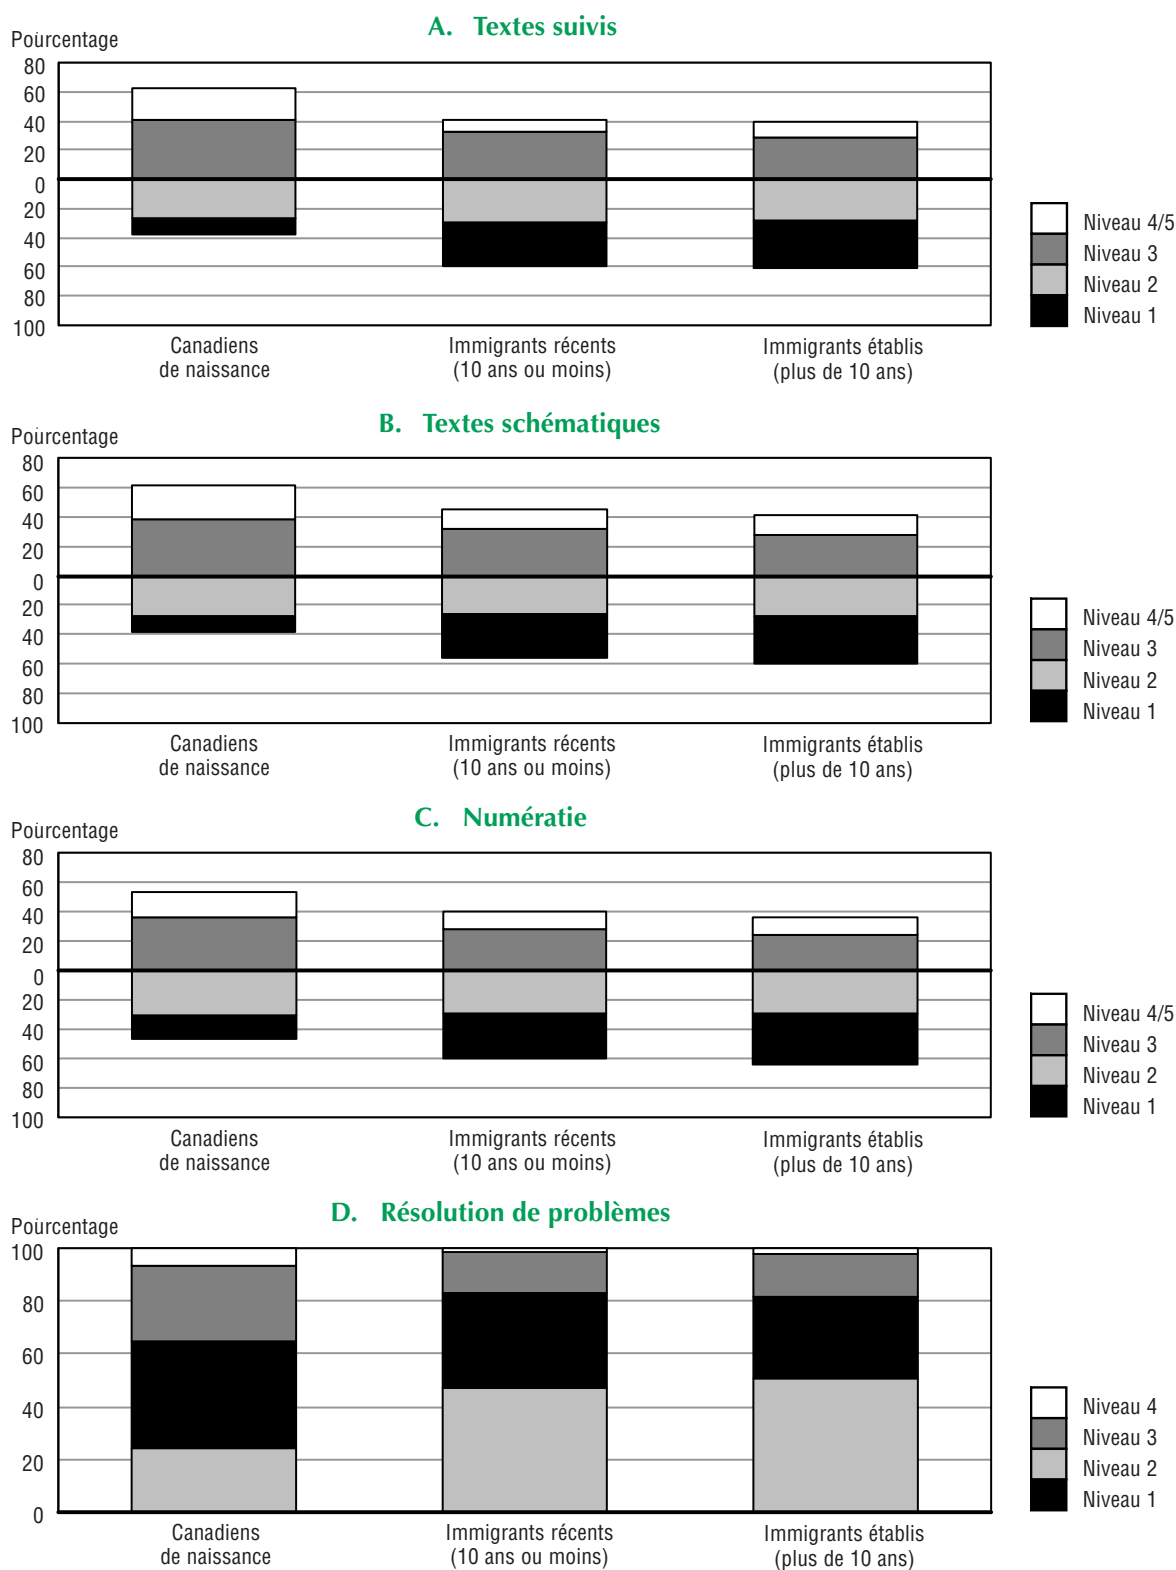 A. Textes suivis
Pourcentage
80
60
40
20
0
20
40
60
80
100
Canadiens
de naissance
Immigrants récents
(10 ans ou moins)
Immigrants établis
(plus de 10 ans)
Niveau 4/5
Niveau 3
Niveau 2
Niveau 1
B. Textes schématiques
Pourcentage
80
60
40
20
0
20
40
60
80
100
Canadiens
de naissance
Immigrants récents
(10 ans ou moins)
Immigrants établis
(plus de 10 ans)
Niveau 4/5
Niveau 3
Niveau 2
Niveau 1
C. Numératie
Pourcentage
80
60
40
20
0
20
40
60
80
100
Canadiens
de naissance
Immigrants récents
(10 ans ou moins)
Immigrants établis
(plus de 10 ans)
Niveau 4/5
Niveau 3
Niveau 2
Niveau 1
D. Résolution de problèmes
Pourcentage
100
80
60
40
20
0
Canadiens
de naissance
Immigrants récents
(10 ans ou moins)
Immigrants établis
(plus de 10 ans)
Niveau 4
Niveau 3
Niveau 2
Niveau 1